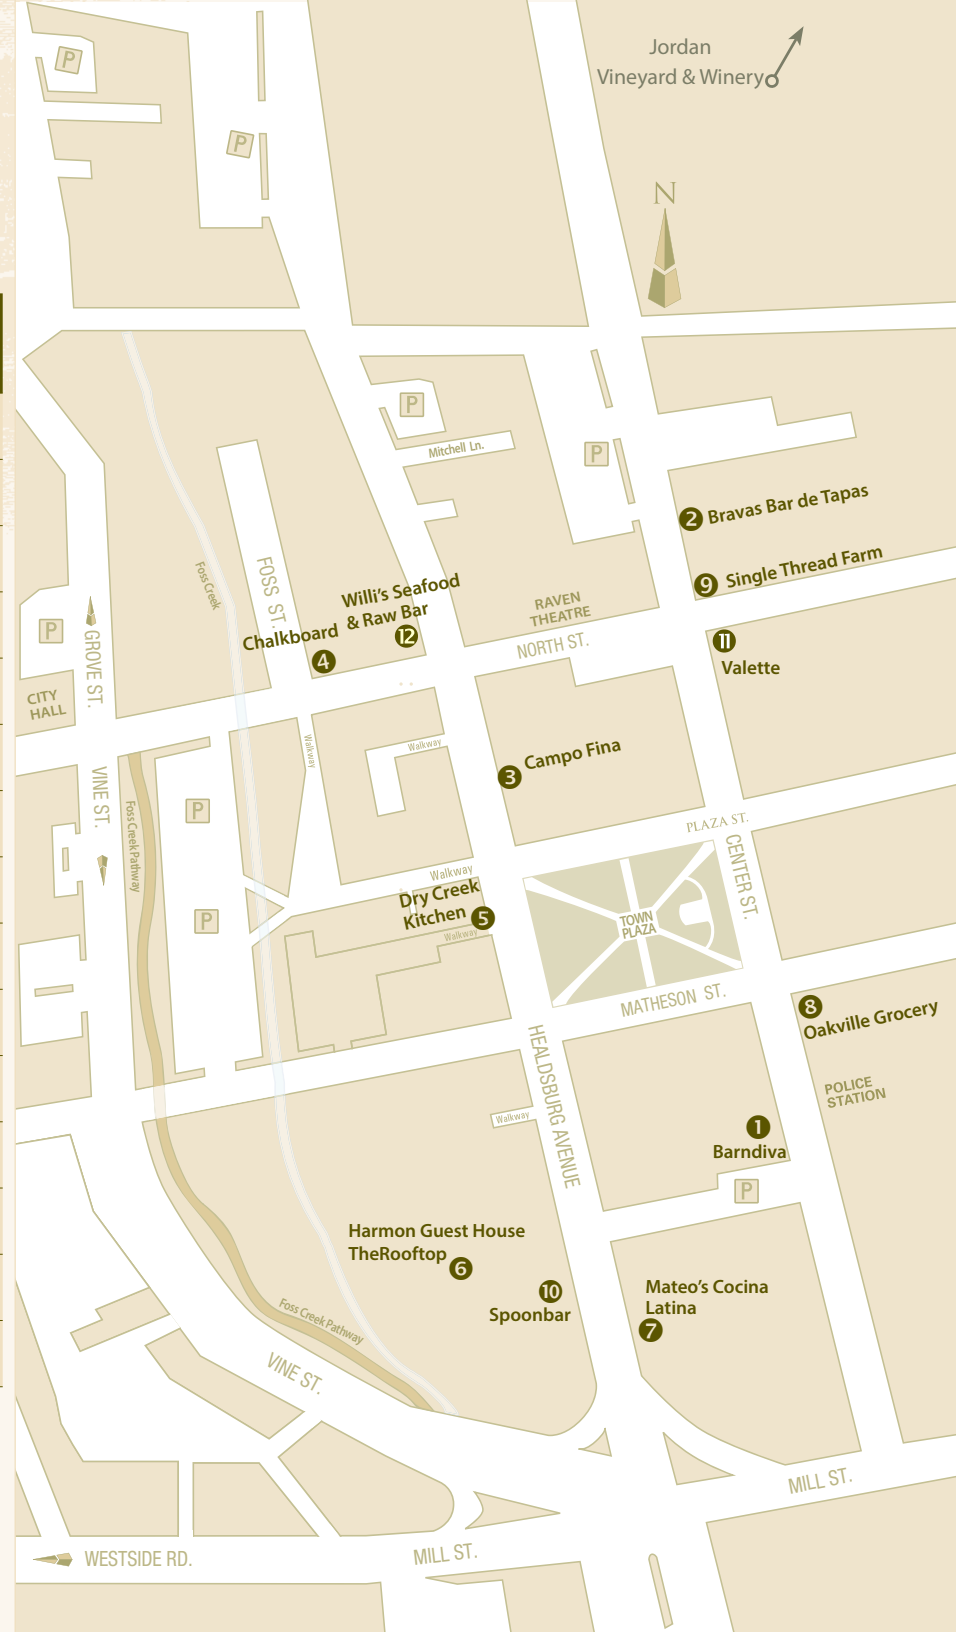 Jordan
Vineyard & Winery
P
P
N
P
Mitchell Ln.
P
2 Bravas Bar de Tapas
9 Single Thread Farm
Foss Creek
FOSS ST.
Willi's Seafood
& Raw Bar
12
Chalkboard
4
RAVEN
THEATRE
NORTH ST.
11
Valette
P
GROVE ST.
CITY
HALL
Walkway
Walkway
3 Campo Fina
VINE ST.
Foss Creek Pathway
P
PLAZA ST.
CENTER ST.
Walkway
Dry Creek
Kitchen 5
Walkway
P
TOWN
PLAZA
MATHESON ST.
8
Oakville Grocery
HEALDSBURG AVENUE
POLICE
STATION
Walkway
1
Barndiva
P
Harmon Guest House
TheRooftop 6
10
Spoonbar
Mateo's Cocina
Latina
7
Foss Creek Pathway
VINE ST.
MILL ST.
MILL ST.
WESTSIDE RD.